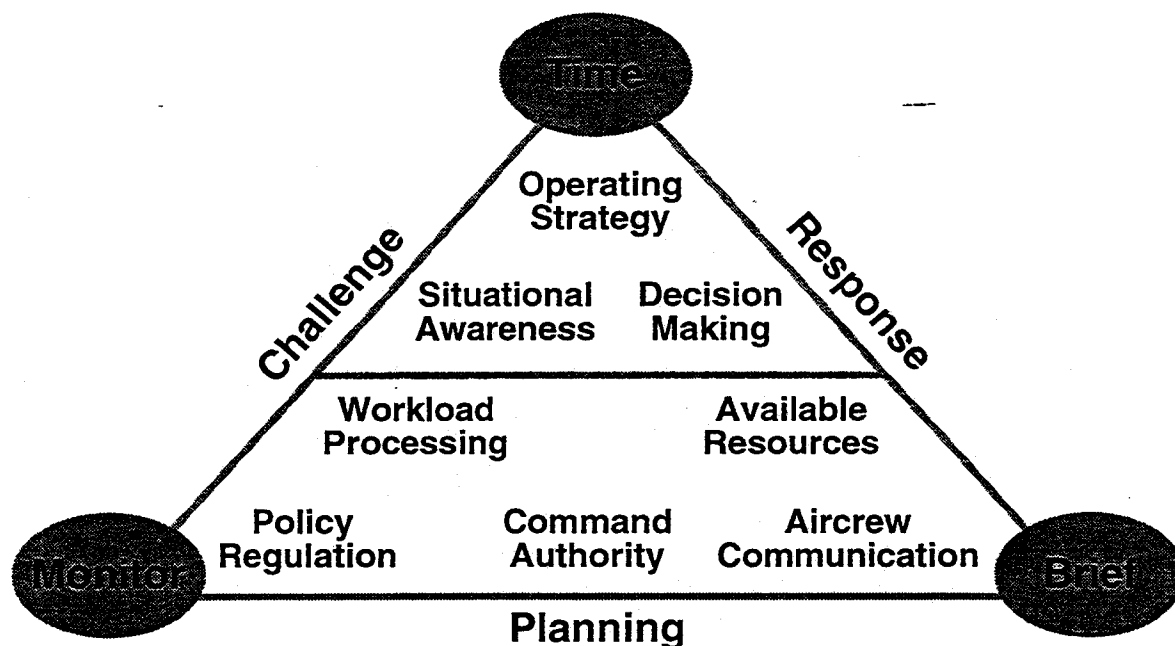 Time
Operating
Strategy
Challenge
Response
Situational
Awareness
Decision
Making
Workload
Processing
Available
Resources
Policy
Regulation
Command
Authority
Aircrew
Communication
Monitor
Brief
Planning